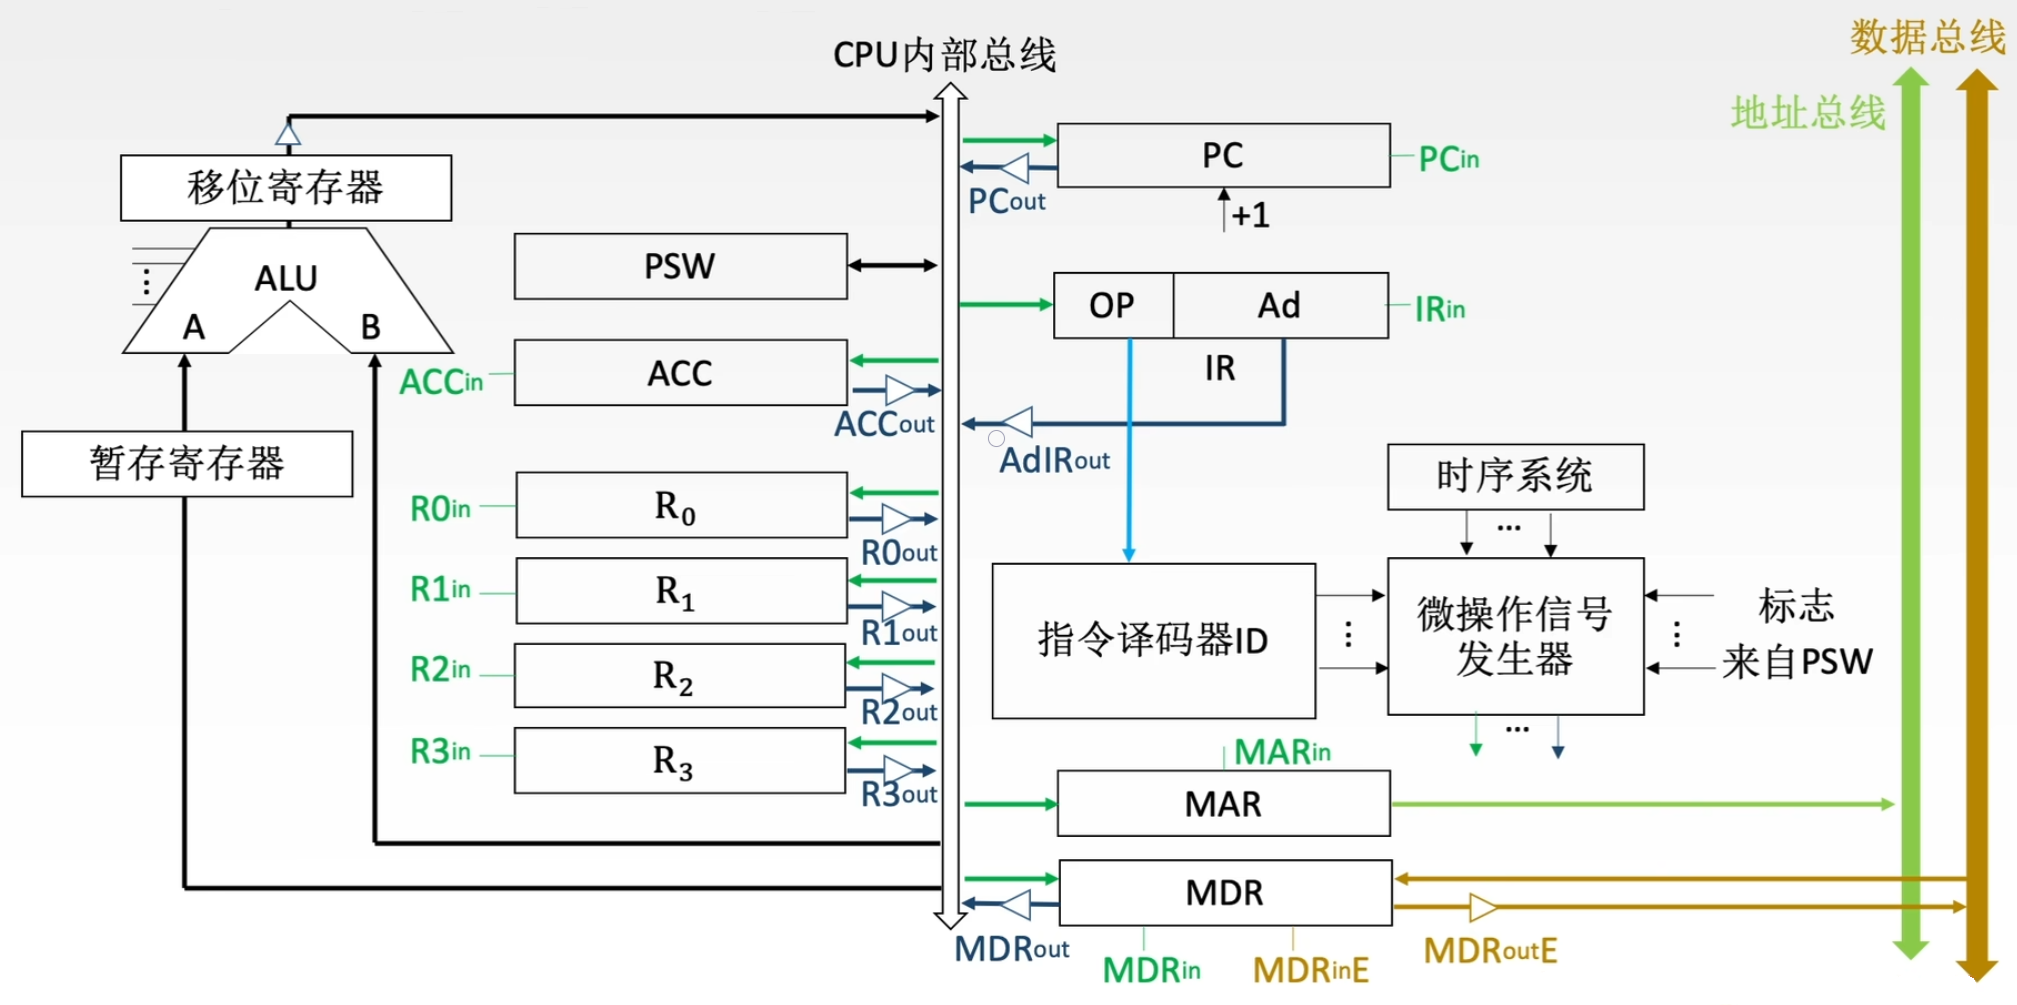 CPU内部总线
数据总线
地址总线
移位寄存器
PC
PCin
PCout
+1
ALU
A
B
PSW
OP
Ad
IRin
IR
ACCin
ACC
ACCout
AdIRout
暂存寄存器
时序系统
...
R0in
R₀
R0out
R1in
R₁
R1out
指令译码器ID
微操作信号
发生器
标志
来自PSW
R2in
R₂
R2out
...
R3in
R₃
R3out
MARin
MAR
MDR
MDRout
MDRin
MDRinE
MDRoutE